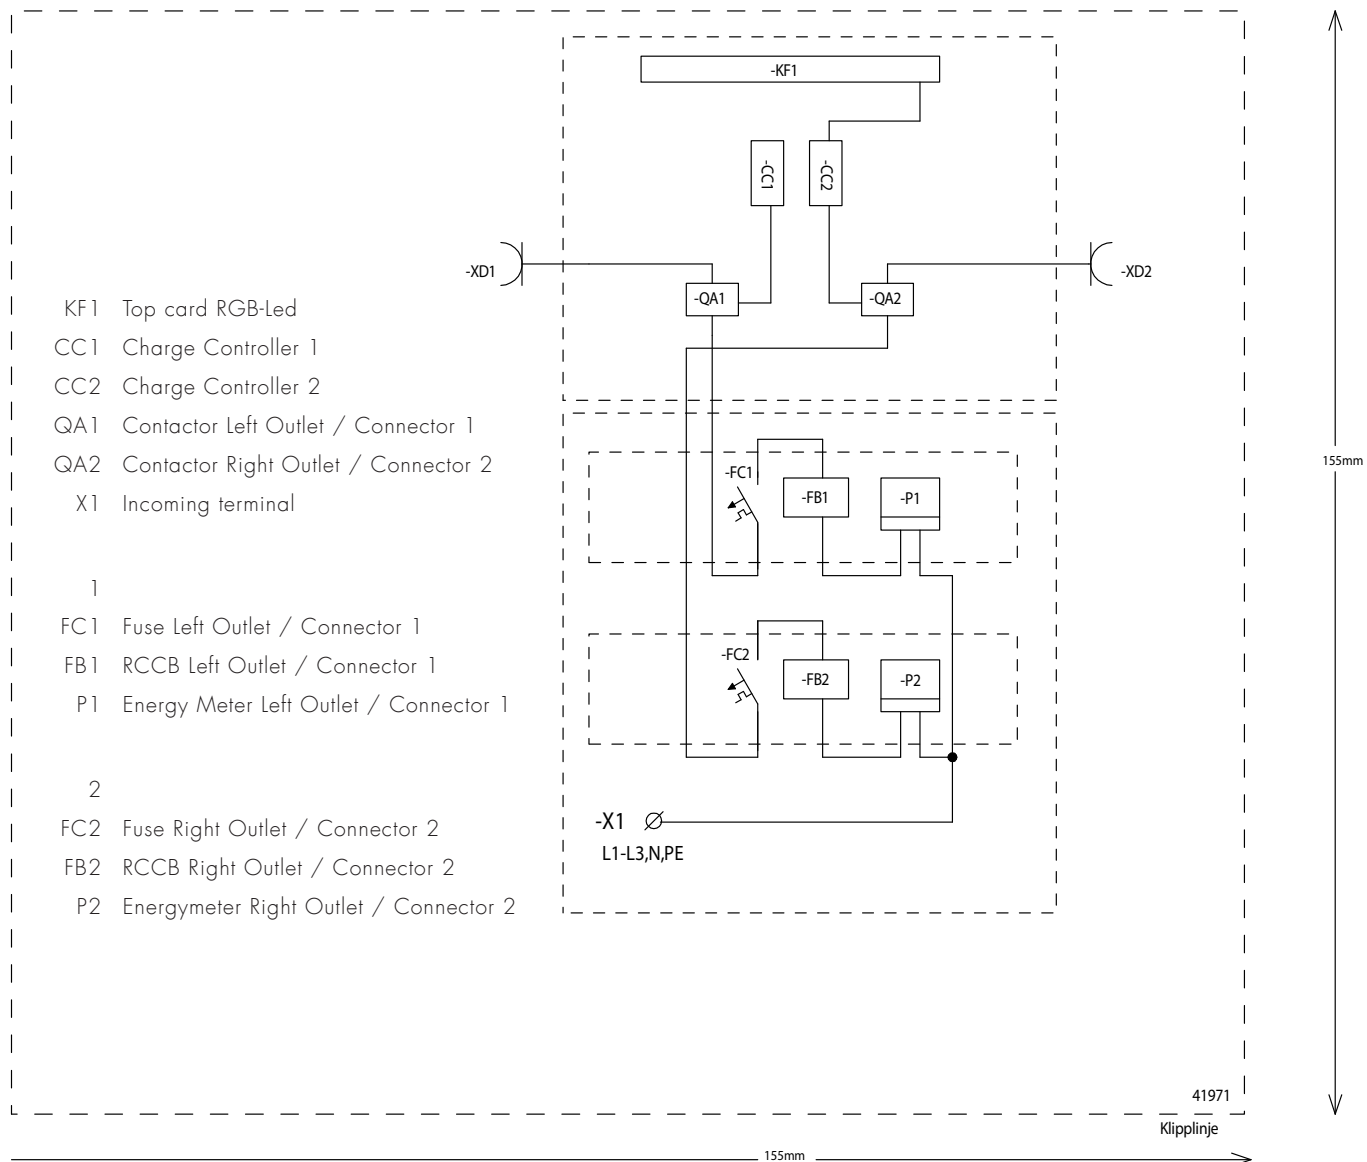 -KF1
-CC1
-CC2
-XD1
-XD2
-QA1
-QA2
KF1 Top card RGB-Led
CC1 Charge Controller 1
CC2 Charge Controller 2
QA1 Contactor Left Outlet / Connector 1
QA2 Contactor Right Outlet / Connector 2
X1 Incoming terminal
1
FC1 Fuse Left Outlet / Connector 1
FB1 RCCB Left Outlet / Connector 1
P1 Energy Meter Left Outlet / Connector 1
2
FC2 Fuse Right Outlet / Connector 2
FB2 RCCB Right Outlet / Connector 2
P2 Energymeter Right Outlet / Connector 2
-FC1
-FB1
-P1
-FC2
-FB2
-P2
-X1
L1-L3,N,PE
155mm
41971
Klipplinje
155mm